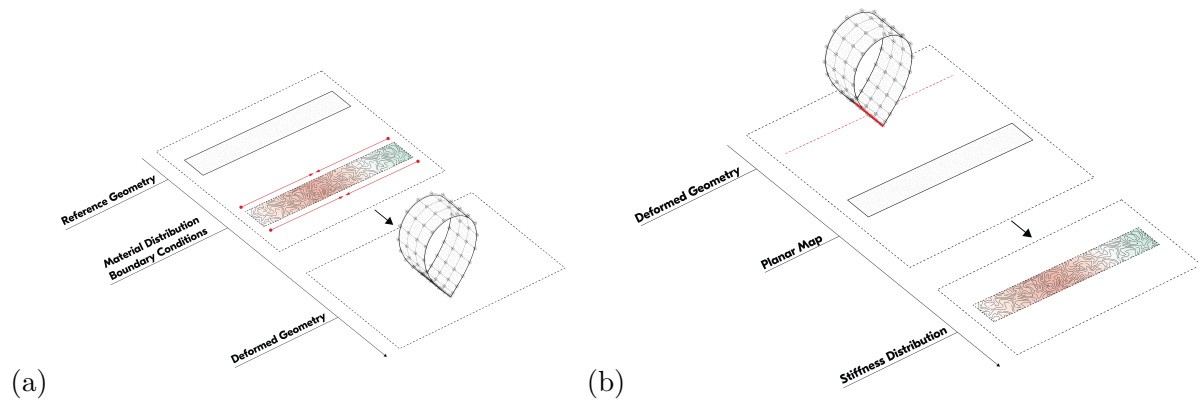 Reference Geometry
Material Distribution
Boundary Conditions
Deformed Geometry
(a)
Deformed Geometry
Planar Map
Stiffness Distribution
(b)